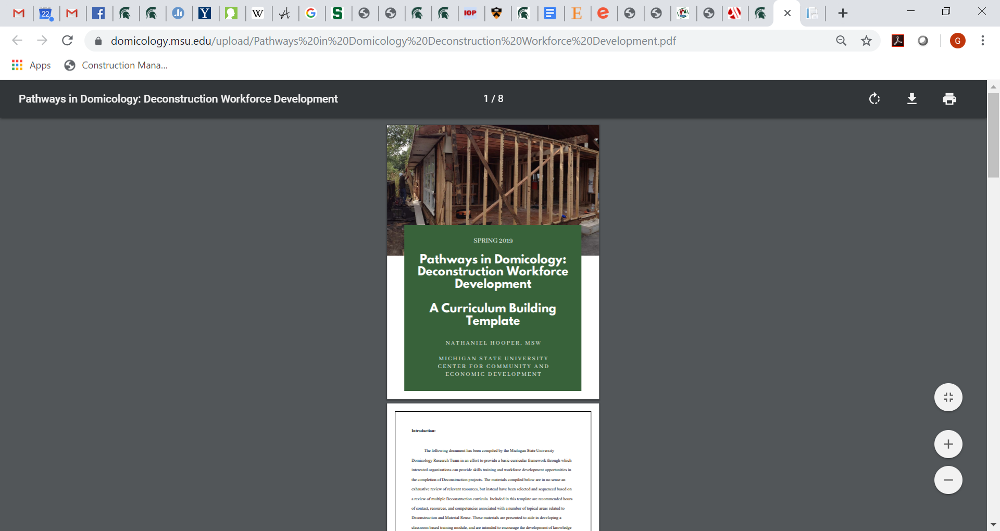 22
Y
W
G
S
IOP
E
e
domicology.msu.edu/upload/Pathways%20in%20Domicology%20Deconstruction%20Workforce%20Development.pdf
G
Apps
Construction Mana...
Pathways in Domicology: Deconstruction Workforce Development
1 / 8
SPRING 2019
Pathways in Domicology:
Deconstruction Workforce
Development
A Curriculum Building
Template
NATHANIEL HOOPER, MSW
MICHIGAN STATE UNIVERSITY
CENTER FOR COMMUNITY AND
ECONOMIC DEVELOPMENT
Introduction:
The following document has been compiled by the Michigan State University
Domicology Research Team in an effort to provide a basic curricular framework through which
interested organizations can provide skills training and workforce development opportunities in
the completion of Deconstruction projects. The materials compiled below are in no sense an
exhaustive review of relevant resources, but instead have been selected and sequenced based on
a review of multiple Deconstruction curricula. Included in this template are recommended hours
of contact, resources, and competencies associated with a number of topical areas related to
Deconstruction and Material Reuse. These materials are presented to aide in developing a
classroom based training module, and are intended to encourage the development of knowledge